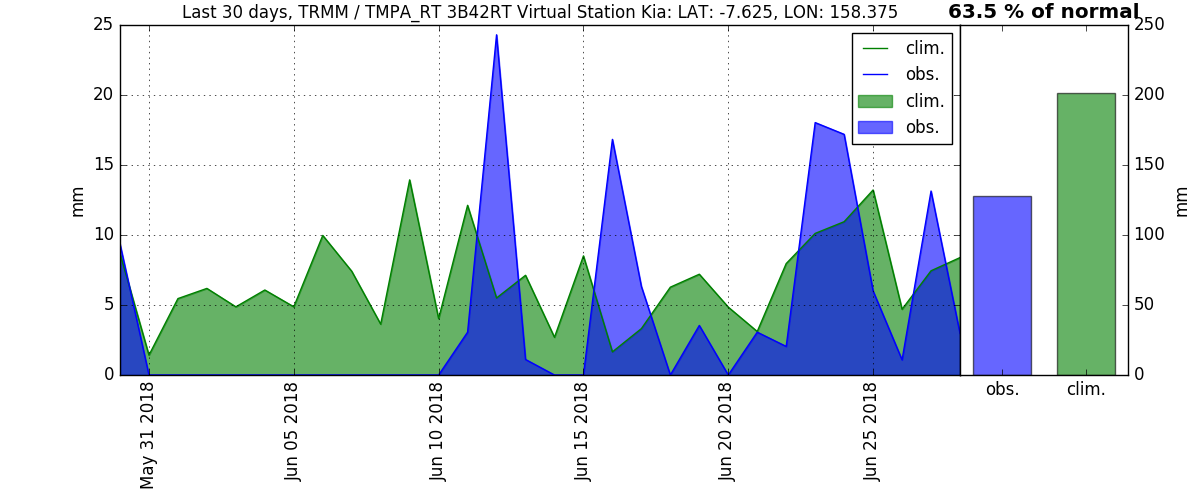 Last 30 days, TRMM / TMPA_RT 3B42RT Virtual Station Kia: LAT: -7.625, LON: 158.375
63.5 % of normal
mm
25
20
15
10
5
0
clim.
obs.
clim.
obs.
May 31 2018
Jun 05 2018
Jun 10 2018
Jun 15 2018
Jun 20 2018
Jun 25 2018
obs.
clim.
250
200
150
100
50
0
mm